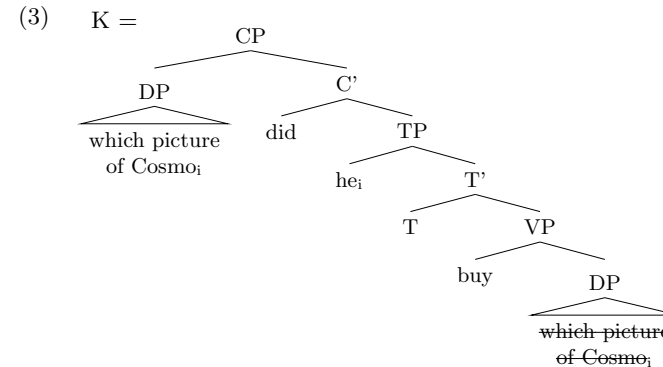 (3) K =
CP
DP C'
which picture did TP
of Cosmoᵢ
heᵢ T'
T VP
buy DP
which picture
of Cosmoᵢ